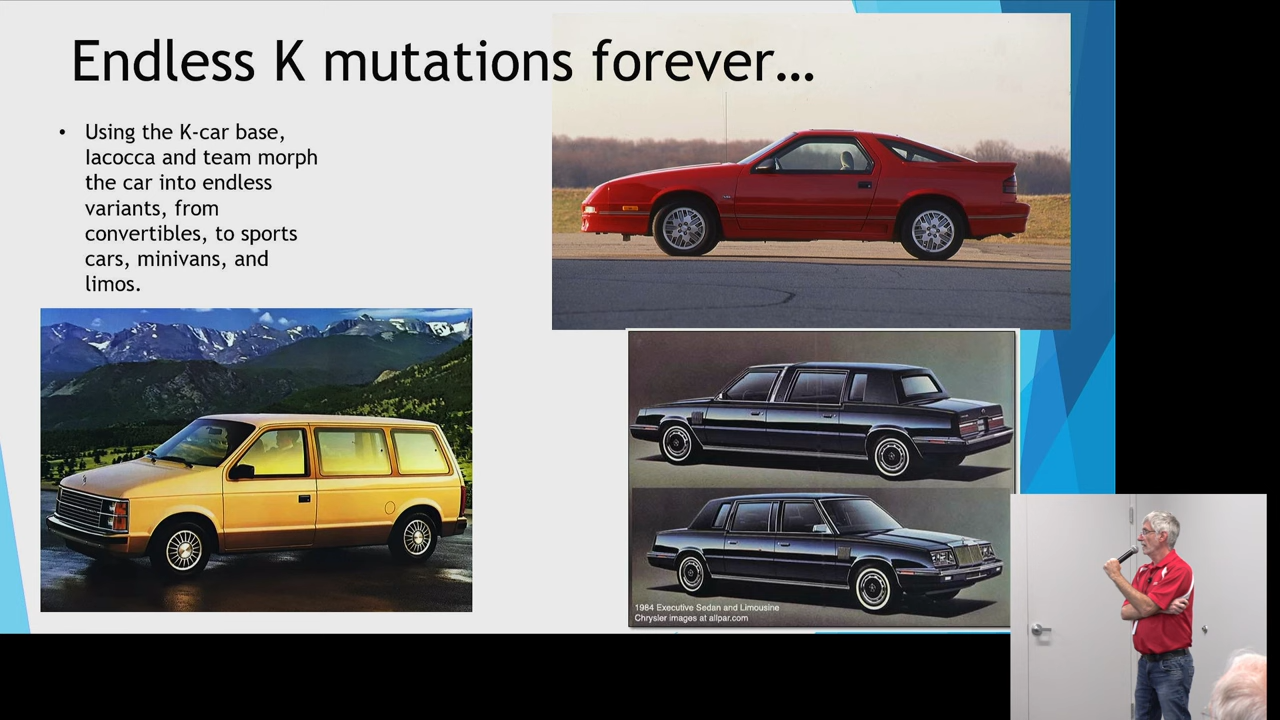 Endless K mutations forever…
• Using the K-car base,
Iacocca and team morph
the car into endless
variants, from
convertibles, to sports
cars, minivans, and
limos.
1984 Executive Sedan and Limousine
Chrysler images at allpar.com